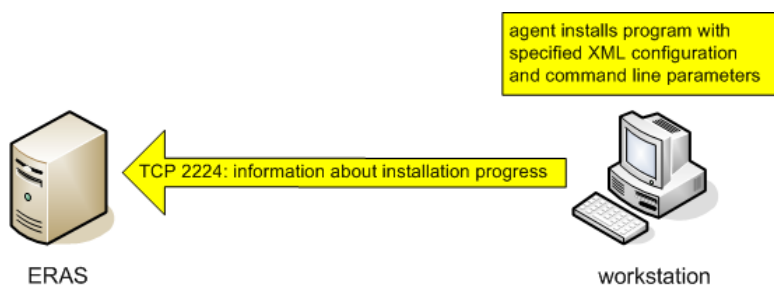 agent installs program with
specified XML configuration
and command line parameters
TCP 2224: information about installation progress
ERAS
workstation